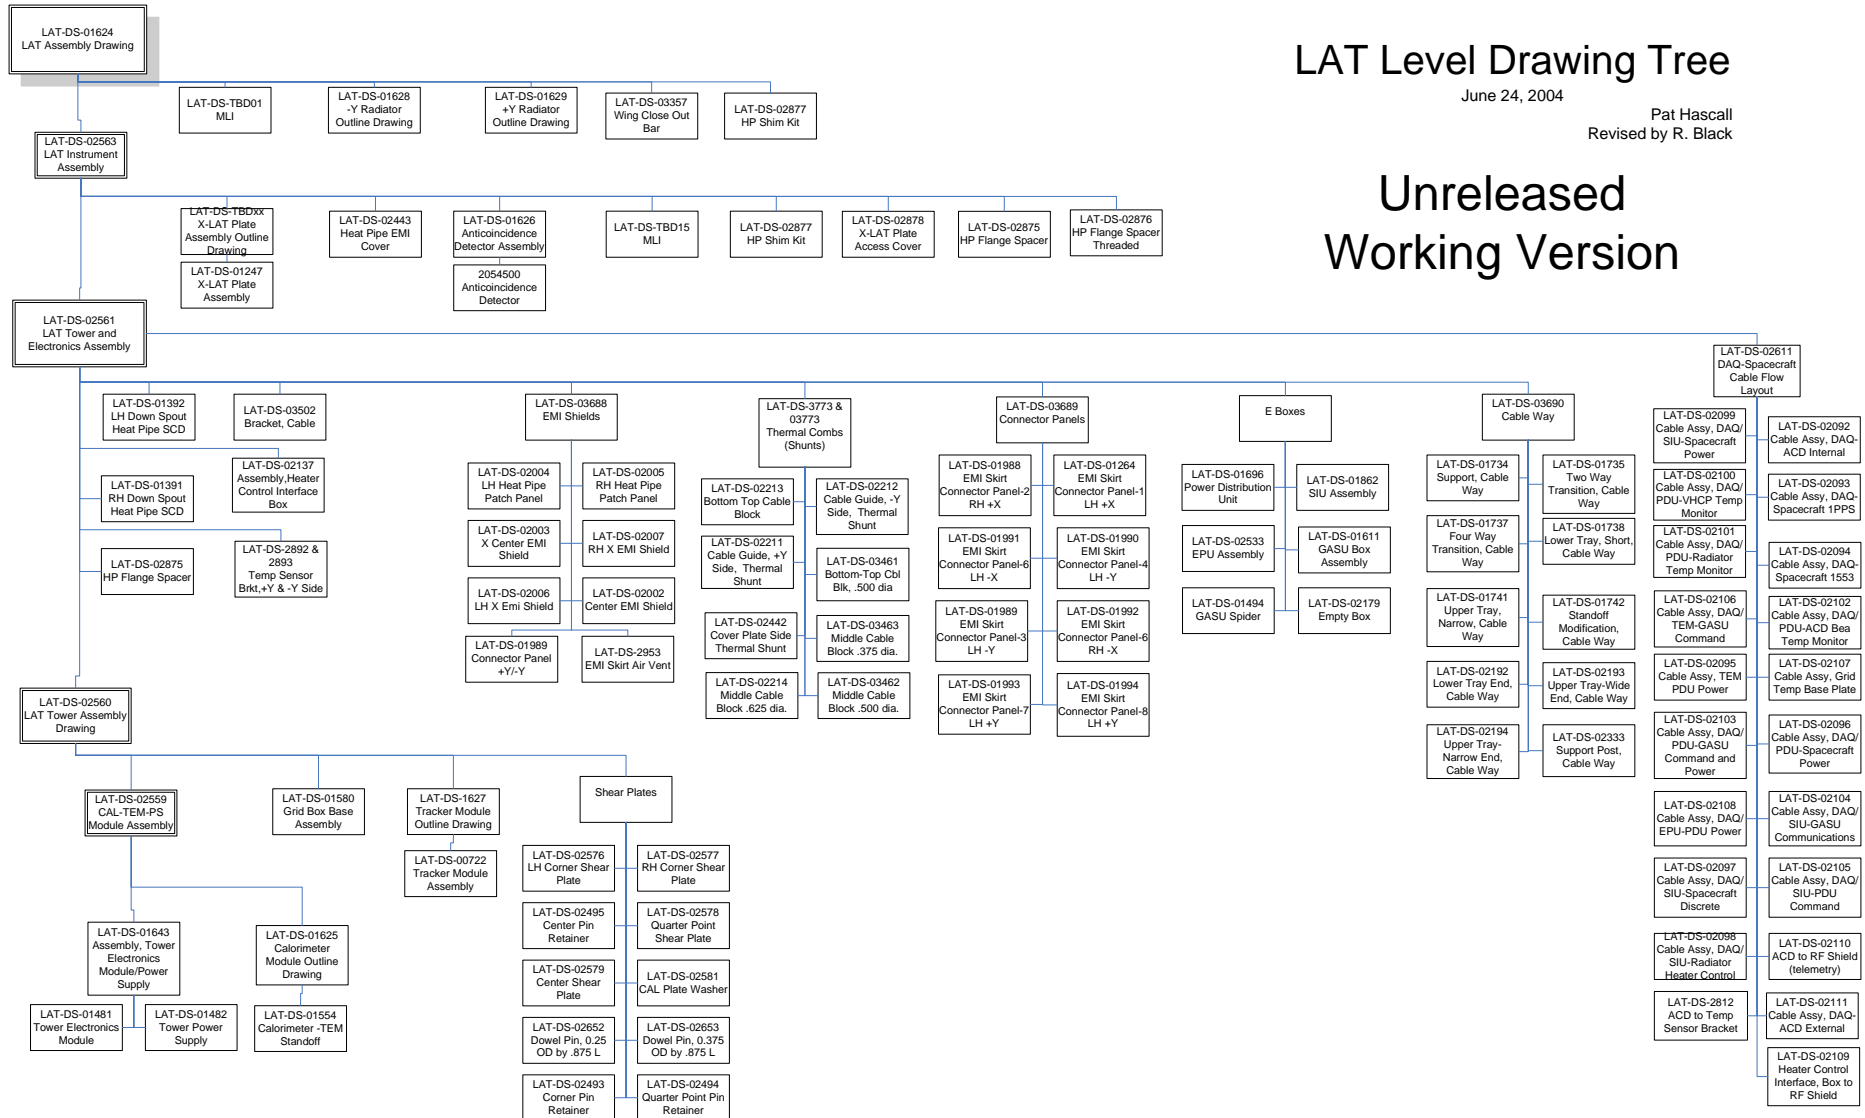 LAT Level Drawing Tree
June 24, 2004
Pat Hascall
Revised by R. Black
Unreleased
Working Version
LAT-DS-01624
LAT Assembly Drawing
LAT-DS-TBD01
MLI
LAT-DS-01628
-Y Radiator
Outline Drawing
LAT-DS-01629
+Y Radiator
Outline Drawing
LAT-DS-03357
Wing Close Out
Bar
LAT-DS-02877
HP Shim Kit
LAT-DS-02563
LAT Instrument
Assembly
LAT-DS-TBDxx
X-LAT Plate
Assembly Outline
Drawing
LAT-DS-01247
X-LAT Plate
Assembly
LAT-DS-02443
Heat Pipe EMI
Cover
LAT-DS-01626
Anticoincidence
Detector Assembly
2054500
Anticoincidence
Detector
LAT-DS-TBD15
MLI
LAT-DS-02877
HP Shim Kit
LAT-DS-02878
X-LAT Plate
Access Cover
LAT-DS-02875
HP Flange Spacer
LAT-DS-02876
HP Flange Spacer
Threaded
LAT-DS-02561
LAT Tower and
Electronics Assembly
LAT-DS-01392
LH Down Spout
Heat Pipe SCD
LAT-DS-03502
Bracket, Cable
LAT-DS-02137
Assembly,Heater
Control Interface
Box
LAT-DS-01391
RH Down Spout
Heat Pipe SCD
LAT-DS-2892 &
2893
Temp Sensor
Brkt,+Y & -Y Side
LAT-DS-02875
HP Flange Spacer
LAT-DS-03688
EMI Shields
LAT-DS-02004
LH Heat Pipe
Patch Panel
LAT-DS-02005
RH Heat Pipe
Patch Panel
LAT-DS-02003
X Center EMI
Shield
LAT-DS-02007
RH X EMI Shield
LAT-DS-02006
LH X Emi Shield
LAT-DS-02002
Center EMI Shield
LAT-DS-01989
Connector Panel
+Y/-Y
LAT-DS-2953
EMI Skirt Air Vent
LAT-DS-3773 &
03773
Thermal Combs
(Shunts)
LAT-DS-02213
Bottom Top Cable
Block
LAT-DS-02212
Cable Guide, -Y
Side, Thermal
Shunt
LAT-DS-02211
Cable Guide, +Y
Side, Thermal
Shunt
LAT-DS-03461
Bottom-Top Cbl
Blk, .500 dia
LAT-DS-02442
Cover Plate Side
Thermal Shunt
LAT-DS-03463
Middle Cable
Block .375 dia.
LAT-DS-02214
Middle Cable
Block .625 dia.
LAT-DS-03462
Middle Cable
Block .500 dia.
LAT-DS-03689
Connector Panels
LAT-DS-01988
EMI Skirt
Connector Panel-2
RH +X
LAT-DS-01264
EMI Skirt
Connector Panel-1
LH +X
LAT-DS-01991
EMI Skirt
Connector Panel-6
LH -X
LAT-DS-01990
EMI Skirt
Connector Panel-4
LH -Y
LAT-DS-01989
EMI Skirt
Connector Panel-3
LH -Y
LAT-DS-01992
EMI Skirt
Connector Panel-6
RH -X
LAT-DS-01993
EMI Skirt
Connector Panel-7
LH +Y
LAT-DS-01994
EMI Skirt
Connector Panel-8
LH +Y
E Boxes
LAT-DS-01696
Power Distribution
Unit
LAT-DS-01862
SIU Assembly
LAT-DS-02533
EPU Assembly
LAT-DS-01611
GASU Box
Assembly
LAT-DS-01494
GASU Spider
LAT-DS-02179
Empty Box
LAT-DS-03690
Cable Way
LAT-DS-01734
Support, Cable
Way
LAT-DS-01735
Two Way
Transition, Cable
Way
LAT-DS-01737
Four Way
Transition, Cable
Way
LAT-DS-01738
Lower Tray, Short,
Cable Way
LAT-DS-01741
Upper Tray,
Narrow, Cable
Way
LAT-DS-01742
Standoff
Modification,
Cable Way
LAT-DS-02192
Lower Tray End,
Cable Way
LAT-DS-02193
Upper Tray-Wide
End, Cable Way
LAT-DS-02194
Upper Tray-
Narrow End,
Cable Way
LAT-DS-02333
Support Post,
Cable Way
LAT-DS-02611
DAQ-Spacecraft
Cable Flow
Layout
LAT-DS-02099
Cable Assy, DAQ/
SIU-Spacecraft
Power
LAT-DS-02092
Cable Assy, DAQ-
ACD Internal
LAT-DS-02100
Cable Assy, DAQ/
PDU-VHCP Temp
Monitor
LAT-DS-02093
Cable Assy, DAQ-
Spacecraft 1PPS
LAT-DS-02101
Cable Assy, DAQ/
PDU-Radiator
Temp Monitor
LAT-DS-02094
Cable Assy, DAQ-
Spacecraft 1553
LAT-DS-02106
Cable Assy, DAQ/
TEM-GASU
Command
LAT-DS-02102
Cable Assy, DAQ/
PDU-ACD Bea
Temp Monitor
LAT-DS-02095
Cable Assy, TEM
PDU Power
LAT-DS-02107
Cable Assy, Grid
Temp Base Plate
LAT-DS-02103
Cable Assy, DAQ/
PDU-GASU
Command and
Power
LAT-DS-02096
Cable Assy, DAQ/
PDU-Spacecraft
Power
LAT-DS-02108
Cable Assy, DAQ/
EPU-PDU Power
LAT-DS-02104
Cable Assy, DAQ/
SIU-GASU
Communications
LAT-DS-02097
Cable Assy, DAQ/
SIU-Spacecraft
Discrete
LAT-DS-02105
Cable Assy, DAQ/
SIU-PDU
Command
LAT-DS-02098
Cable Assy, DAQ/
SIU-Radiator
Heater Control
LAT-DS-02110
ACD to RF Shield
(telemetry)
LAT-DS-2812
ACD to Temp
Sensor Bracket
LAT-DS-02111
Cable Assy, DAQ-
ACD External
LAT-DS-02109
Heater Control
Interface, Box to
RF Shield
LAT-DS-02560
LAT Tower Assembly
Drawing
LAT-DS-02559
CAL-TEM-PS
Module Assembly
LAT-DS-01580
Grid Box Base
Assembly
LAT-DS-1627
Tracker Module
Outline Drawing
LAT-DS-00722
Tracker Module
Assembly
LAT-DS-01643
Assembly, Tower
Electronics
Module/Power
Supply
LAT-DS-01625
Calorimeter
Module Outline
Drawing
LAT-DS-01481
Tower Electronics
Module
LAT-DS-01482
Tower Power
Supply
LAT-DS-01554
Calorimeter -TEM
Standoff
Shear Plates
LAT-DS-02576
LH Corner Shear
Plate
LAT-DS-02577
RH Corner Shear
Plate
LAT-DS-02495
Center Pin
Retainer
LAT-DS-02578
Quarter Point
Shear Plate
LAT-DS-02579
Center Shear
Plate
LAT-DS-02581
CAL Plate Washer
LAT-DS-02652
Dowel Pin, 0.25
OD by .875 L
LAT-DS-02653
Dowel Pin, 0.375
OD by .875 L
LAT-DS-02493
Corner Pin
Retainer
LAT-DS-02494
Quarter Point Pin
Retainer